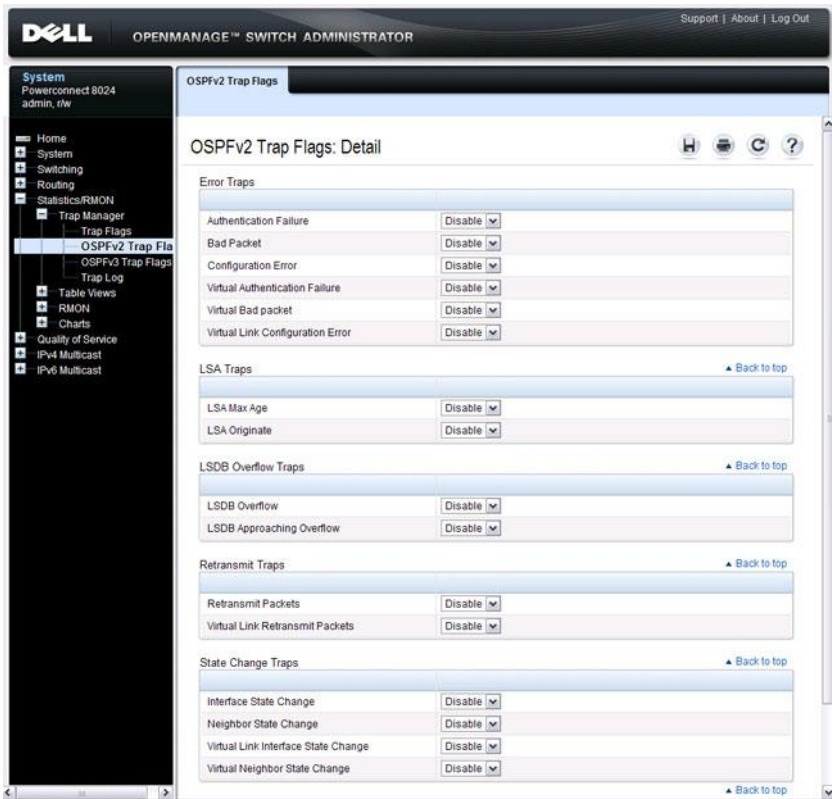 DELL
OPENMANAGE™ SWITCH ADMINISTRATOR
Support | About | Log Out
System
Powerconnect 8024
admin, r/w
Home
System
Switching
Routing
Statistics/RMON
Trap Manager
Trap Flags
OSPFv2 Trap Fla
OSPFv3 Trap Flags
Trap Log
Table Views
RMON
Charts
Quality of Service
IPv4 Multicast
IPv6 Multicast
OSPFv2 Trap Flags
OSPFv2 Trap Flags: Detail
Error Traps
Authentication Failure Disable
Bad Packet Disable
Configuration Error Disable
Virtual Authentication Failure Disable
Virtual Bad packet Disable
Virtual Link Configuration Error Disable
LSA Traps Back to top
LSA Max Age Disable
LSA Originate Disable
LSDB Overflow Traps Back to top
LSDB Overflow Disable
LSDB Approaching Overflow Disable
Retransmit Traps Back to top
Retransmit Packets Disable
Virtual Link Retransmit Packets Disable
State Change Traps Back to top
Interface State Change Disable
Neighbor State Change Disable
Virtual Link Interface State Change Disable
Virtual Neighbor State Change Disable
Back to top